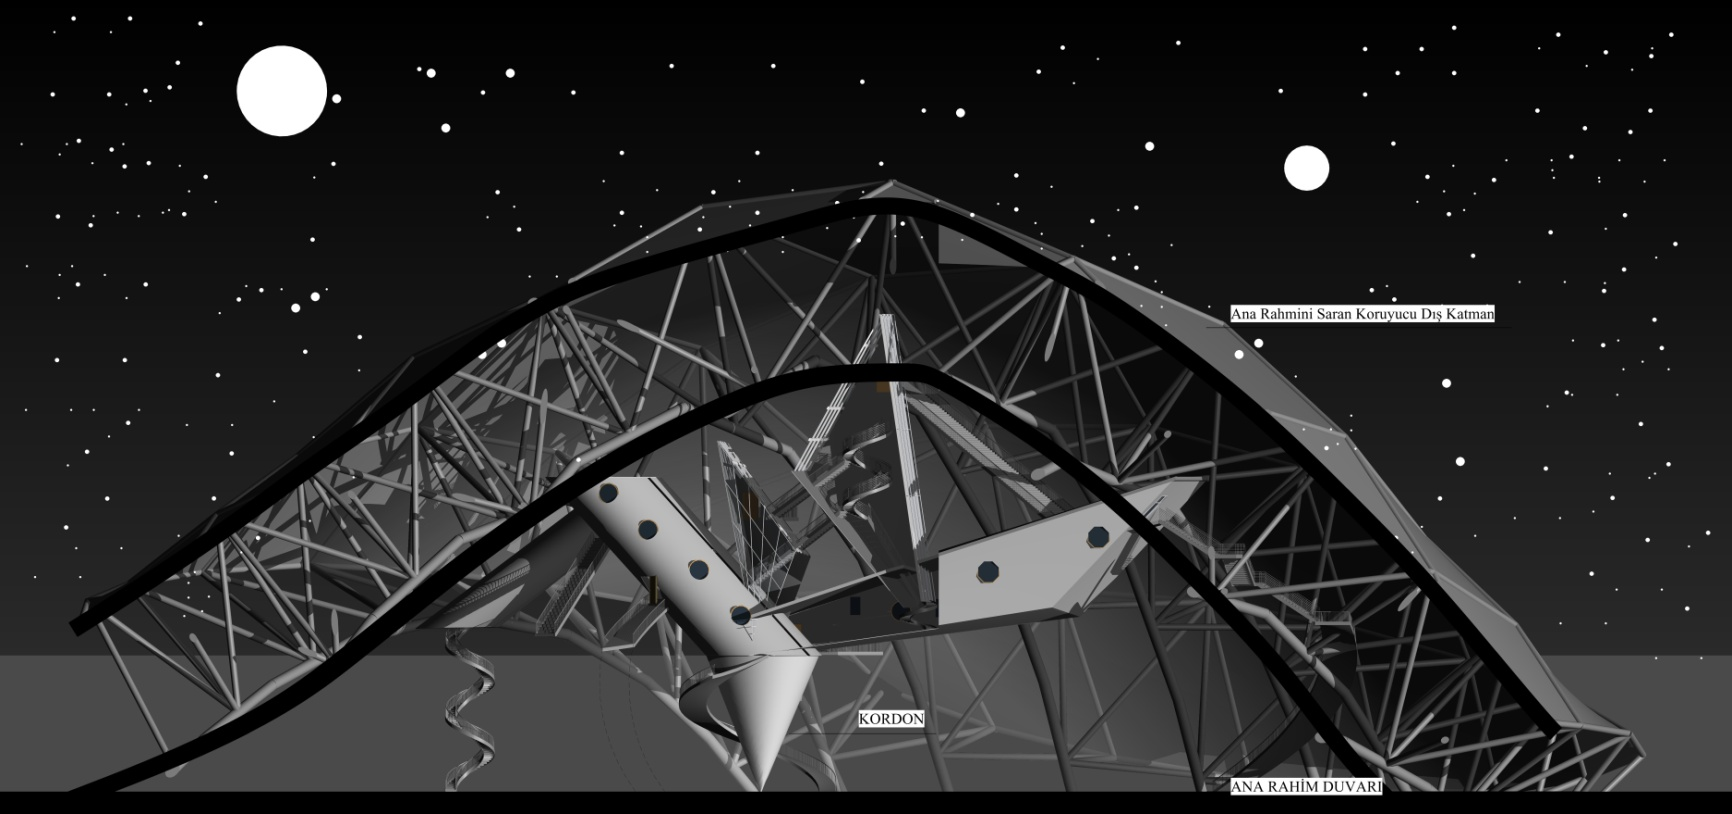 Ana Rahmini Saran Koruyucu Dış Katman
KORDON
ANA RAHİM DUVARI